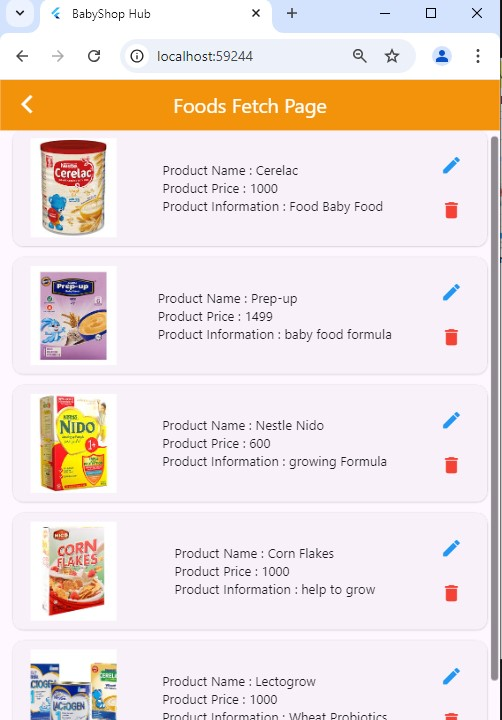 BabyShop Hub
localhost:59244
Foods Fetch Page
Nestle
Cerelac
Product Name : Cerelac
Product Price : 1000
Product Information : Food Baby Food
Prep-up
Product Name : Prep-up
Product Price : 1499
Product Information : baby food formula
NIDO
1+
Product Name : Nestle Nido
Product Price : 600
Product Information : growing Formula
CORN
FLAKES
Product Name : Corn Flakes
Product Price : 1000
Product Information : help to grow
LACTOGEN
Product Name : Lectogrow
Product Price : 1000
Product Information : Wheat Probiotics